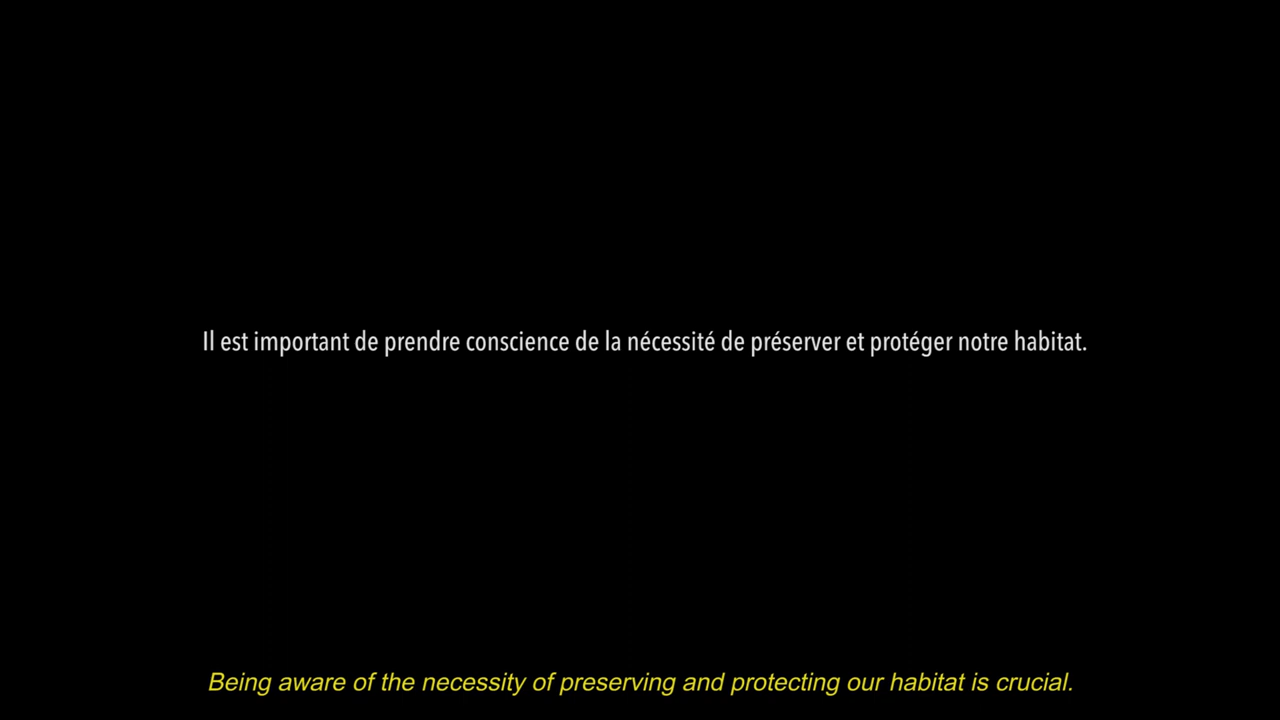 Il est important de prendre conscience de la nécessité de préserver et protéger notre habitat.
Being aware of the necessity of preserving and protecting our habitat is crucial.